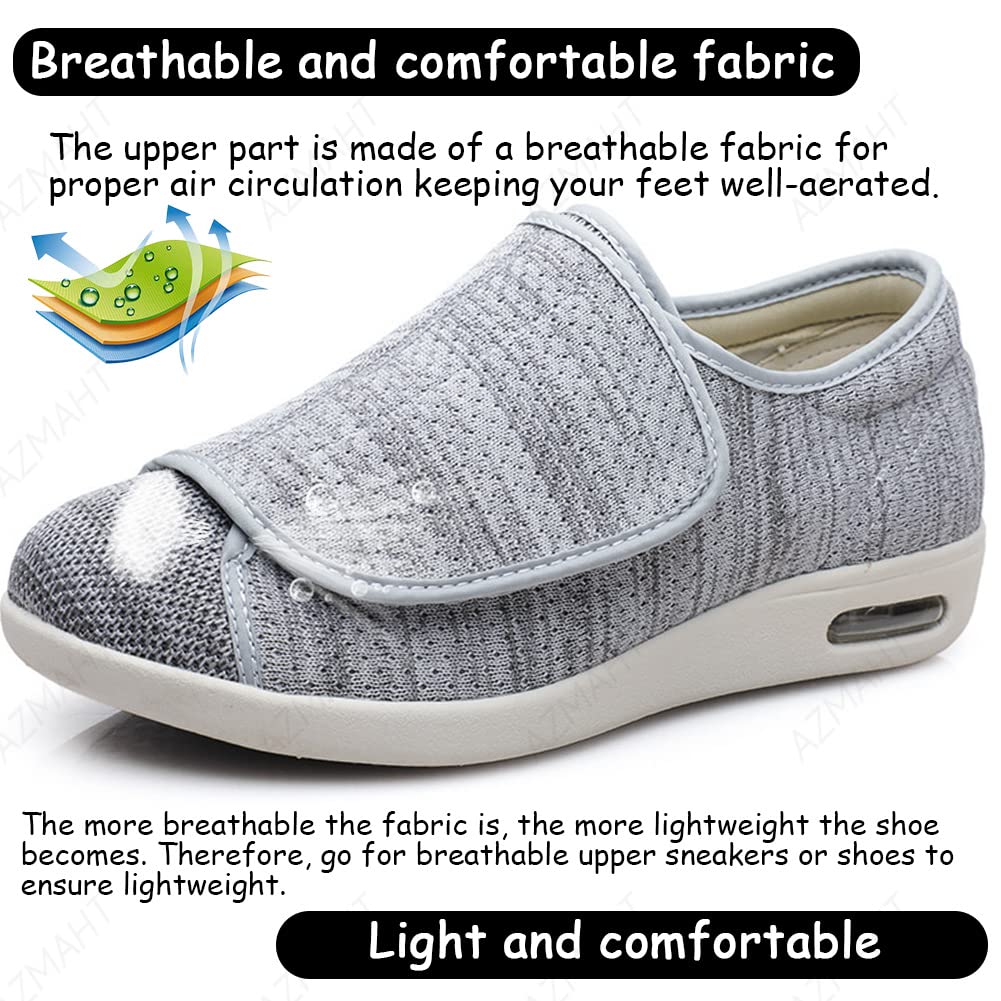 Breathable and comfortable fabric
The upper part is made of a breathable fabric for
proper air circulation keeping your feet well-aerated.
The more breathable the fabric is, the more lightweight the shoe
becomes. Therefore, go for breathable upper sneakers or shoes to
ensure lightweight.
Light and comfortable
AZMAHT